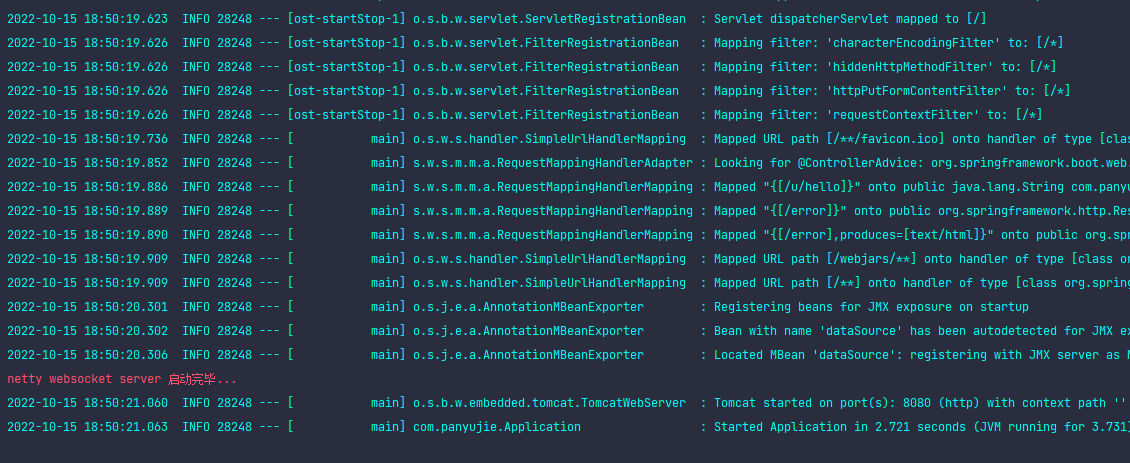 2022-10-15 18:50:19.623  INFO 28248 --- [ost-startStop-1] o.s.b.w.servlet.ServletRegistrationBean  : Servlet dispatcherServlet mapped to [/]
2022-10-15 18:50:19.626  INFO 28248 --- [ost-startStop-1] o.s.b.w.servlet.FilterRegistrationBean   : Mapping filter: 'characterEncodingFilter' to: [/*]
2022-10-15 18:50:19.626  INFO 28248 --- [ost-startStop-1] o.s.b.w.servlet.FilterRegistrationBean   : Mapping filter: 'hiddenHttpMethodFilter' to: [/*]
2022-10-15 18:50:19.626  INFO 28248 --- [ost-startStop-1] o.s.b.w.servlet.FilterRegistrationBean   : Mapping filter: 'httpPutFormContentFilter' to: [/*]
2022-10-15 18:50:19.626  INFO 28248 --- [ost-startStop-1] o.s.b.w.servlet.FilterRegistrationBean   : Mapping filter: 'requestContextFilter' to: [/*]
2022-10-15 18:50:19.736  INFO 28248 --- [           main] o.s.w.s.handler.SimpleUrlHandlerMapping  : Mapped URL path [/**/favicon.ico] onto handler of type [clas
2022-10-15 18:50:19.852  INFO 28248 --- [           main] s.w.s.m.m.a.RequestMappingHandlerAdapter : Looking for @ControllerAdvice: org.springframework.boot.web.
2022-10-15 18:50:19.886  INFO 28248 --- [           main] s.w.s.m.m.a.RequestMappingHandlerMapping : Mapped "{[/u/hello]}" onto public java.lang.String com.panyu
2022-10-15 18:50:19.889  INFO 28248 --- [           main] s.w.s.m.m.a.RequestMappingHandlerMapping : Mapped "{[/error]}" onto public org.springframework.http.Res
2022-10-15 18:50:19.890  INFO 28248 --- [           main] s.w.s.m.m.a.RequestMappingHandlerMapping : Mapped "{[/error],produces=[text/html]}" onto public org.spr
2022-10-15 18:50:19.909  INFO 28248 --- [           main] o.s.w.s.handler.SimpleUrlHandlerMapping  : Mapped URL path [/webjars/**] onto handler of type [class or
2022-10-15 18:50:19.909  INFO 28248 --- [           main] o.s.w.s.handler.SimpleUrlHandlerMapping  : Mapped URL path [/**] onto handler of type [class org.spring
2022-10-15 18:50:20.301  INFO 28248 --- [           main] o.s.j.e.a.AnnotationMBeanExporter        : Registering beans for JMX exposure on startup
2022-10-15 18:50:20.302  INFO 28248 --- [           main] o.s.j.e.a.AnnotationMBeanExporter        : Bean with name 'dataSource' has been autodetected for JMX ex
2022-10-15 18:50:20.306  INFO 28248 --- [           main] o.s.j.e.a.AnnotationMBeanExporter        : Located MBean 'dataSource': registering with JMX server as M
netty websocket server 启动完毕...
2022-10-15 18:50:21.060  INFO 28248 --- [           main] o.s.b.w.embedded.tomcat.TomcatWebServer  : Tomcat started on port(s): 8080 (http) with context path ''
2022-10-15 18:50:21.063  INFO 28248 --- [           main] com.panyujie.Application                 : Started Application in 2.721 seconds (JVM running for 3.731)